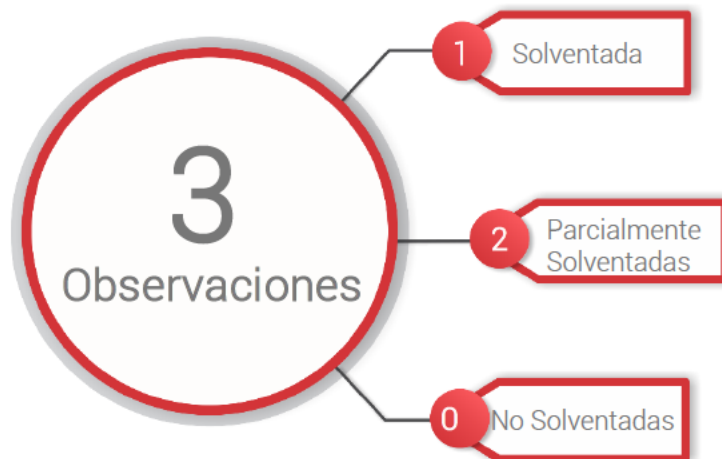 3
Observaciones
1
Solventada
2
Parcialmente
Solventadas
0
No Solventadas